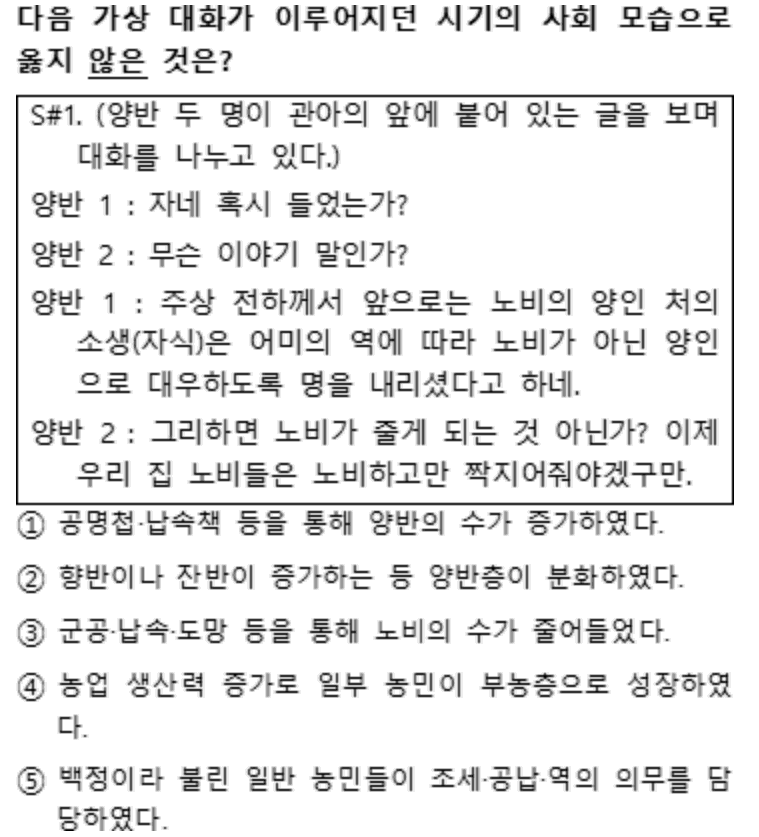 다음 가상 대화가 이루어지던 시기의 사회 모습으로
옳지 않은 것은?
S#1. (양반 두 명이 관아의 앞에 붙어 있는 글을 보며
대화를 나누고 있다.)
양반 1 : 자네 혹시 들었는가?
양반 2 : 무슨 이야기 말인가?
양반 1 : 주상 전하께서 앞으로는 노비의 양인 처의
소생(자식)은 어미의 역에 따라 노비가 아닌 양인
으로 대우하도록 명을 내리셨다고 하네.
양반 2 : 그리하면 노비가 줄게 되는 것 아닌가? 이제
우리 집 노비들은 노비하고만 짝지어줘야겠구만.
① 공명첩·납속책 등을 통해 양반의 수가 증가하였다.
② 향반이나 잔반이 증가하는 등 양반층이 분화하였다.
③ 군공·납속·도망 등을 통해 노비의 수가 줄어들었다.
④ 농업 생산력 증가로 일부 농민이 부농층으로 성장하였
다.
⑤ 백정이라 불린 일반 농민들이 조세·공납·역의 의무를 담
당하였다.